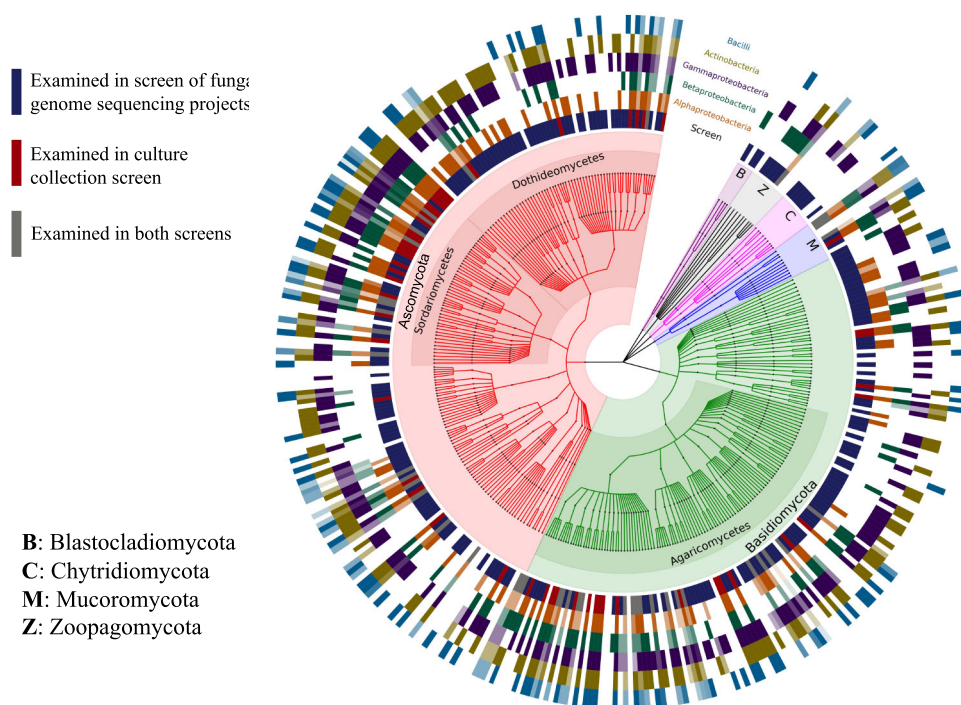 Examined in screen of funga
genome sequencing projects
Examined in culture
collection screen
Examined in both screens
Bacilli
Actinobacteria
Gammaproteobacteria
Betaproteobacteria
Alphaproteobacteria
Screen
B
Z
C
M
Dothideomycetes
Ascomycota
Sordariomycetes
Agaricomycetes
Basidiomycota
B: Blastocladiomycota
C: Chytridiomycota
M: Mucoromycota
Z: Zoopagomycota